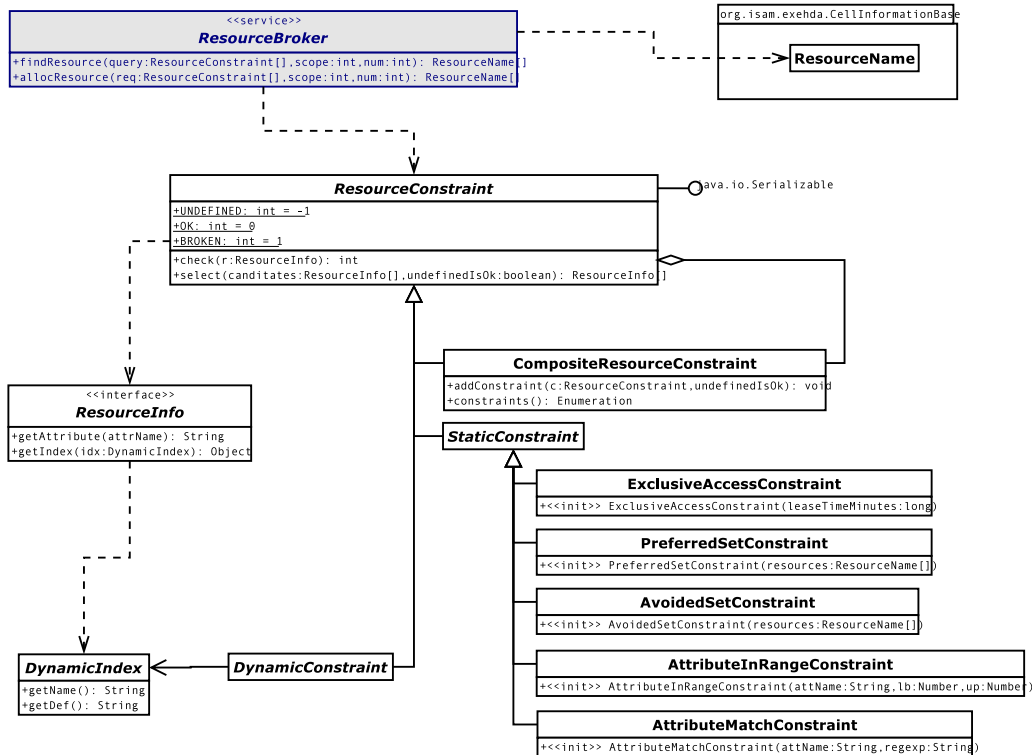 <<service>>
ResourceBroker
+findResource(query:ResourceConstraint[],scope:int,num:int): ResourceName[]
+allocResource(req:ResourceConstraint[],scope:int,num:int): ResourceName[]
org.isam.exehda.CellInformationBase
ResourceName
ResourceConstraint
+UNDEFINED: int = -1
+OK: int = 0
+BROKEN: int = 1
+check(r:ResourceInfo): int
+select(canditates:ResourceInfo[],undefinedIsOk:boolean): ResourceInfo[]
java.io.Serializable
CompositeResourceConstraint
+addConstraint(c:ResourceConstraint,undefinedIsOk): void
+constraints(): Enumeration
<<interface>>
ResourceInfo
+getAttribute(attrName): String
+getIndex(idx:DynamicIndex): Object
StaticConstraint
ExclusiveAccessConstraint
+<<init>> ExclusiveAccessConstraint(leaseTimeMinutes:long)
PreferredSetConstraint
+<<init>> PreferredSetConstraint(resources:ResourceName[])
AvoidedSetConstraint
+<<init>> AvoidedSetConstraint(resources:ResourceName[])
AttributeInRangeConstraint
+<<init>> AttributeInRangeConstraint(attName:String,lb:Number,up:Number)
AttributeMatchConstraint
+<<init>> AttributeMatchConstraint(attName:String,regexp:String)
DynamicIndex
+getName(): String
+getDef(): String
DynamicConstraint